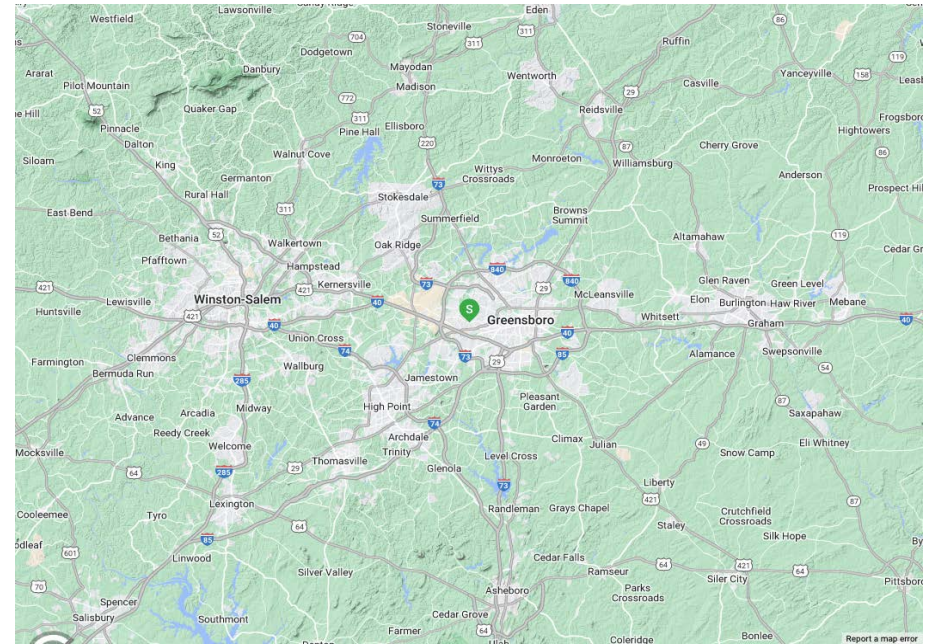 Westfield
Lawsonville
Sandy Ridge
Eden
86
Stoneville
704
311
311
Ruffin
Dodgetown
119
Ararat
Danbury
Mayodan
Wentworth
Yanceyville
158
Pilot Mountain
Madison
29
Casville
Leas
772
Quaker Gap
Reidsville
52
311
e Hill
Pinnacle
Pine Hall
Ellisboro
Frogsboro
Hightowers
Dalton
220
87
Cherry Grove
86
Walnut Cove
Monroeton
Siloam
King
Wittys
Crossroads
Williamsburg
Germanton
73
Anderson
Rural Hall
Stokesdale
Prospect Hil
East Bend
311
Summerfield
Browns
Summit
52
119
Bethania
Walkertown
Oak Ridge
Altamahaw
Pfafftown
Hampstead
840
Cedar Gr
73
840
Glen Raven
Green Level
421
421
Kernersville
29
Lewisville
Winston-Salem
40
McLeansville
Elon
Burlington
Haw River
Mebane
Huntsville
421
S
Greensboro
Whitsett
40
40
40
Graham
Union Cross
74
73
29
85
Farmington
Clemmons
Wallburg
Alamance
Swepsonville
Bermuda Run
285
Jamestown
54
Pleasant
Garden
Advance
Arcadia
Midway
High Point
87
74
Saxapahaw
Reedy Creek
Archdale
Mocksville
Welcome
Trinity
Climax
Julian
49
Eli Whitney
Thomasville
Level Cross
Snow Camp
64
285
29
Glenola
73
Liberty
Lexington
421
87
Cooleemee
Tyro
Randleman
Grays Chapel
Crutchfield
Crossroads
64
Staley
85
Silk Hope
By
odleaf
601
Linwood
Cedar Falls
64
421
64
Silver Valley
Ramseur
Siler City
70
Asheboro
Parks
Crossroads
Pittsboro
Spencer
Salisbury
Southmont
Cedar Grove
Farmer
64
Coleridge
Bonlee
Report a map error